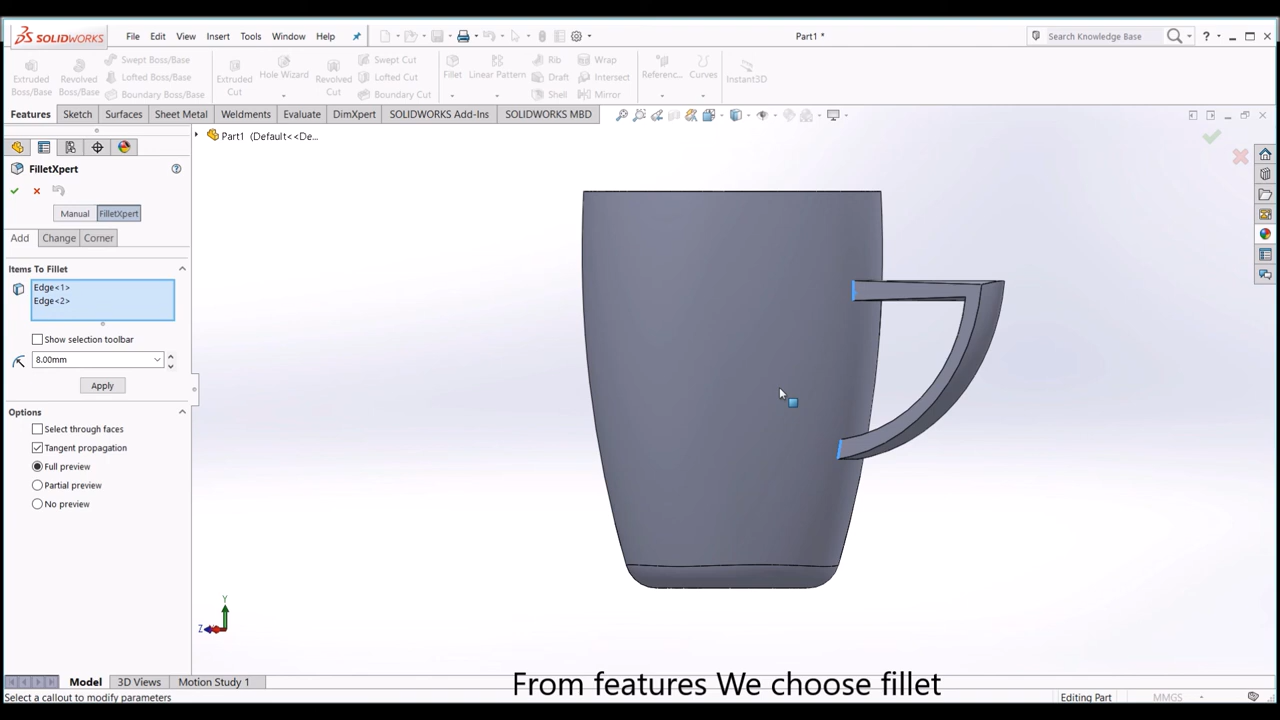 SOLIDWORKS File Edit View Insert Tools Window Help Part1 * Search Knowledge Base ?
Extruded Boss/Base Revolved Boss/Base Swept Boss/Base Lofted Boss/Base Boundary Boss/Base Extruded Cut Hole Wizard Revolved Cut Swept Cut Lofted Cut Boundary Cut Fillet Linear Pattern Rib Draft Shell Wrap Intersect Mirror Referenc... Curves Instant3D
Features Sketch Surfaces Sheet Metal Weldments Evaluate DimXpert SOLIDWORKS Add-Ins SOLIDWORKS MBD
Part1 (Default<<De...
FilletXpert ?
Manual FilletXpert
Add Change Corner
Items To Fillet
Edge<1>
Edge<2>
Show selection toolbar
8.00mm
Apply
Options
Select through faces
Tangent propagation
Full preview
Partial preview
No preview
Y
Z
Model 3D Views Motion Study 1
From features We choose fillet
Select a callout to modify parameters Editing Part MMGS